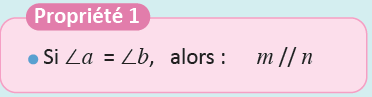 Propriété 1
• Si ∠a = ∠b, alors : m // n